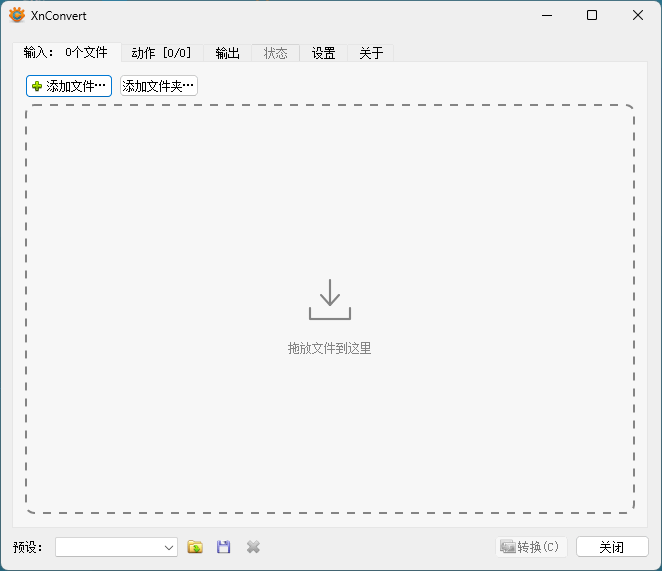 XnConvert
输入: 0个文件 动作 [0/0] 输出 状态 设置 关于
添加文件… 添加文件夹…
拖放文件到这里
预设: 转换(C) 关闭